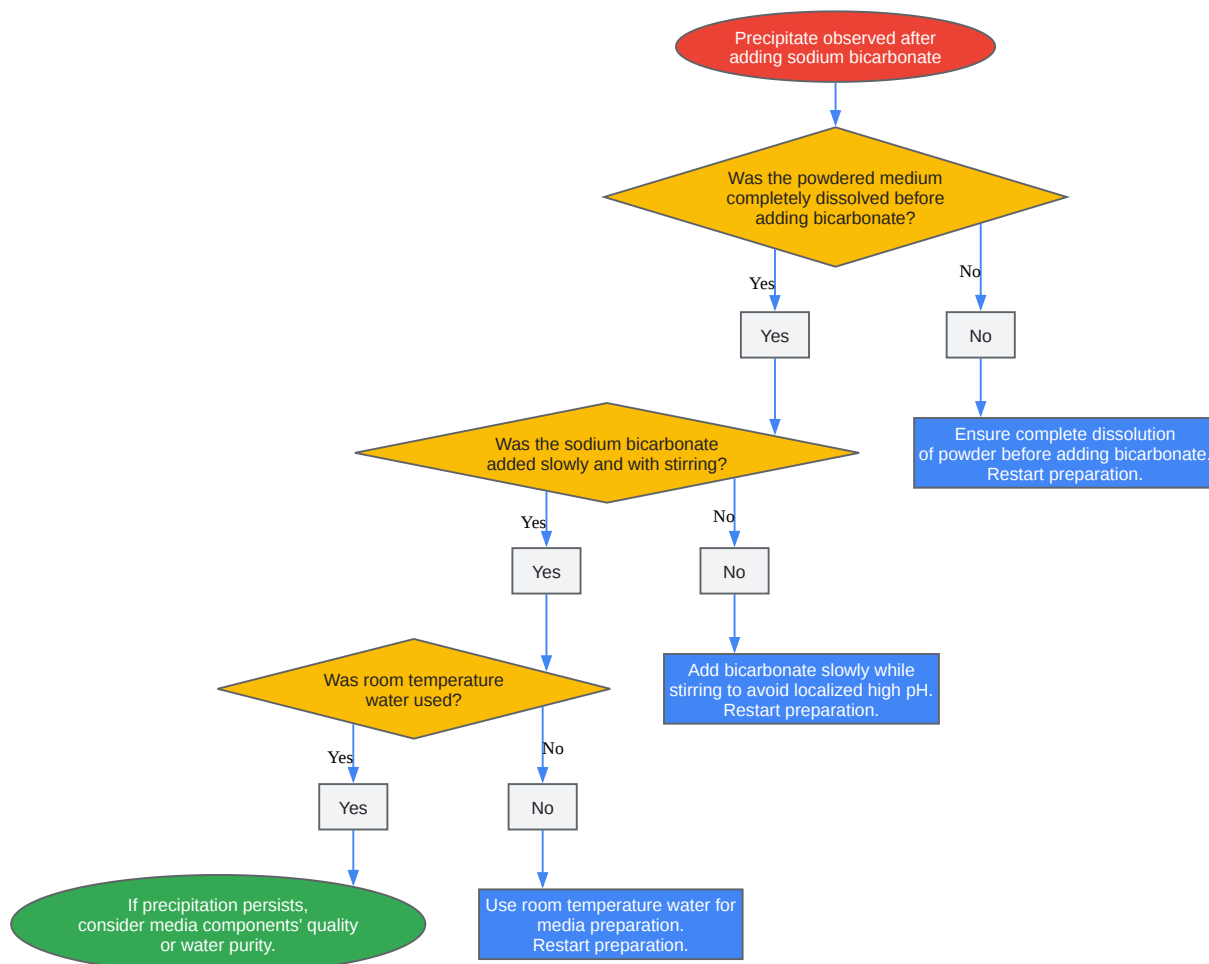 Precipitate observed after
adding sodium bicarbonate
Was the powdered medium
completely dissolved before
adding bicarbonate?
Yes
No
Yes
No
Was the sodium bicarbonate
added slowly and with stirring?
Ensure complete dissolution
of powder before adding bicarbonate.
Restart preparation.
Yes
No
Yes
No
Was room temperature
water used?
Add bicarbonate slowly while
stirring to avoid localized high pH.
Restart preparation.
Yes
No
Yes
No
If precipitation persists,
consider media components' quality
or water purity.
Use room temperature water for
media preparation.
Restart preparation.